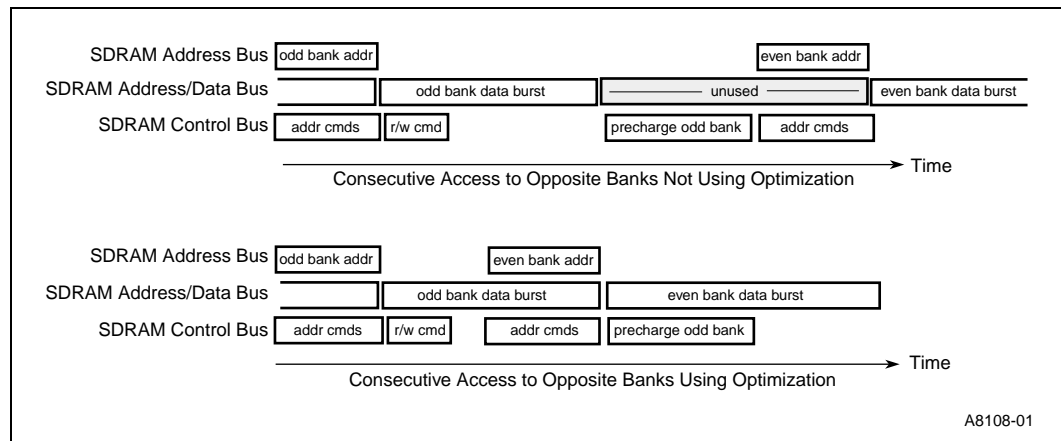 SDRAM Address Bus odd bank addr even bank addr
SDRAM Address/Data Bus odd bank data burst unused even bank data burst
SDRAM Control Bus addr cmds r/w cmd precharge odd bank addr cmds
Time
Consecutive Access to Opposite Banks Not Using Optimization
SDRAM Address Bus odd bank addr even bank addr
SDRAM Address/Data Bus odd bank data burst even bank data burst
SDRAM Control Bus addr cmds r/w cmd addr cmds precharge odd bank
Time
Consecutive Access to Opposite Banks Using Optimization
A8108-01